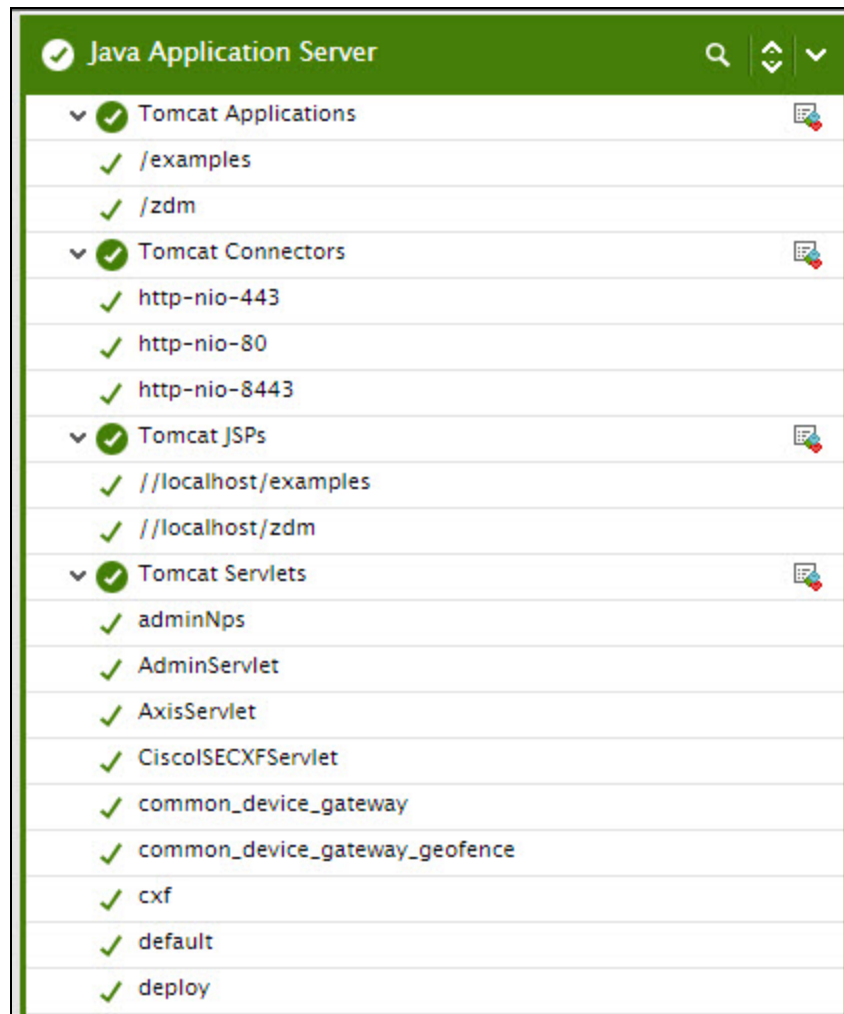 Java Application Server
Tomcat Applications
/examples
/zdm
Tomcat Connectors
http-nio-443
http-nio-80
http-nio-8443
Tomcat JSPs
//localhost/examples
//localhost/zdm
Tomcat Servlets
adminNps
AdminServlet
AxisServlet
CiscoISECXFServlet
common_device_gateway
common_device_gateway_geofence
cxf
default
deploy